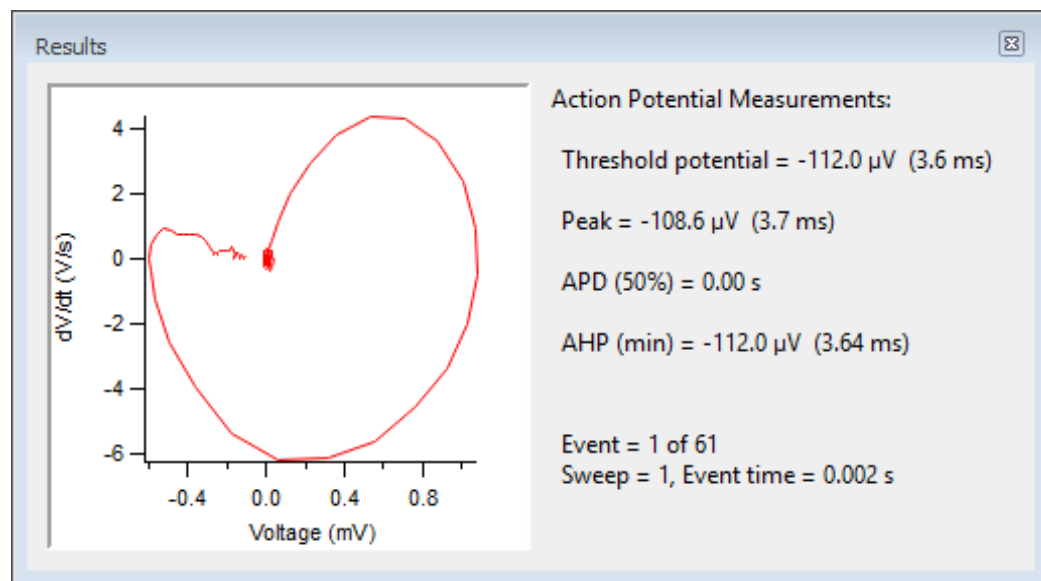 Results
4
2
0
-2
-4
-6
dV/dt (V/s)
-0.4 0.0 0.4 0.8
Voltage (mV)
Action Potential Measurements:
Threshold potential = -112.0 µV (3.6 ms)
Peak = -108.6 µV (3.7 ms)
APD (50%) = 0.00 s
AHP (min) = -112.0 µV (3.64 ms)
Event = 1 of 61
Sweep = 1, Event time = 0.002 s